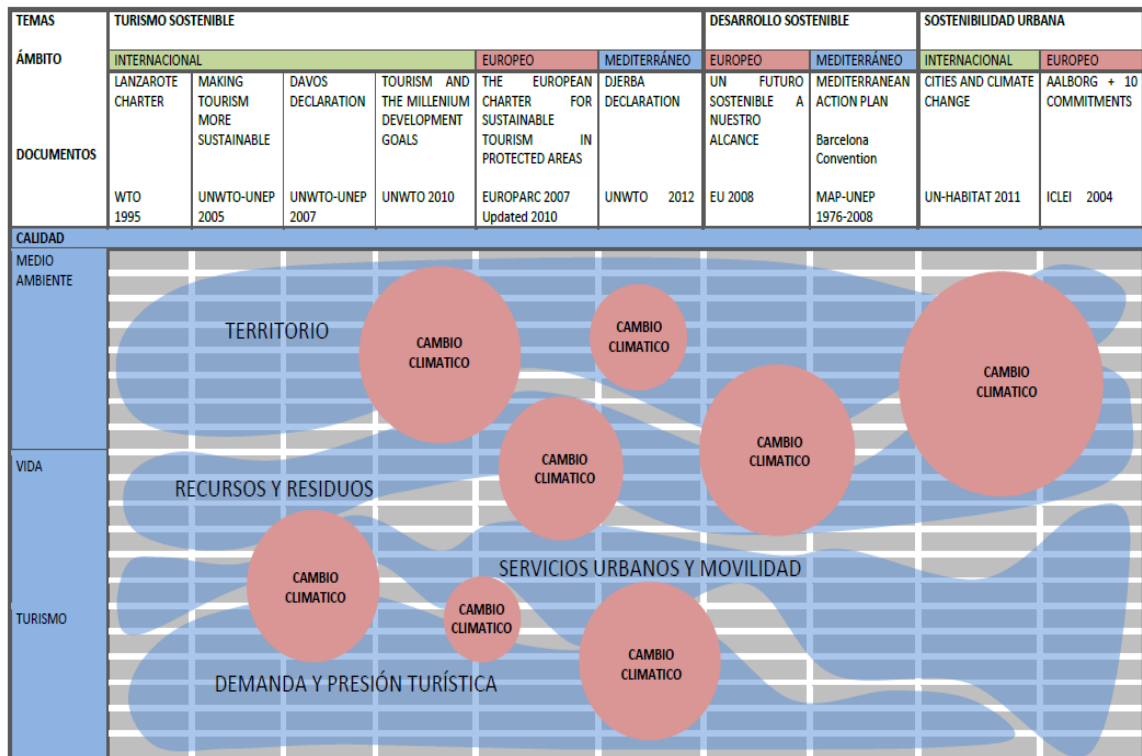 TEMAS
TURISMO SOSTENIBLE
DESARROLLO SOSTENIBLE
SOSTENIBILIDAD URBANA
ÁMBITO
INTERNACIONAL
EUROPEO
MEDITERRÁNEO
EUROPEO
MEDITERRÁNEO
INTERNACIONAL
EUROPEO
DOCUMENTOS
LANZAROTE
CHARTER
WTO
1995
MAKING
TOURISM
MORE
SUSTAINABLE
UNWTO-UNEP
2005
DAVOS
DECLARATION
UNWTO-UNEP
2007
TOURISM AND
THE MILLENIUM
DEVELOPMENT
GOALS
UNWTO 2010
THE EUROPEAN
CHARTER FOR
SUSTAINABLE
TOURISM IN
PROTECTED AREAS
EUROPARC 2007
Updated 2010
DJERBA
DECLARATION
UNWTO 2012
UN FUTURO
SOSTENIBLE A
NUESTRO
ALCANCE
EU 2008
MEDITERRANEAN
ACTION PLAN
Barcelona
Convention
MAP-UNEP
1976-2008
CITIES AND CLIMATE
CHANGE
UN-HABITAT 2011
AALBORG + 10
COMMITMENTS
ICLEI 2004
CALIDAD
MEDIO
AMBIENTE
VIDA
TURISMO
TERRITORIO
CAMBIO
CLIMATICO
CAMBIO
CLIMATICO
CAMBIO
CLIMATICO
CAMBIO
CLIMATICO
CAMBIO
CLIMATICO
RECURSOS Y RESIDUOS
SERVICIOS URBANOS Y MOVILIDAD
CAMBIO
CLIMATICO
CAMBIO
CLIMATICO
CAMBIO
CLIMATICO
DEMANDA Y PRESIÓN TURÍSTICA